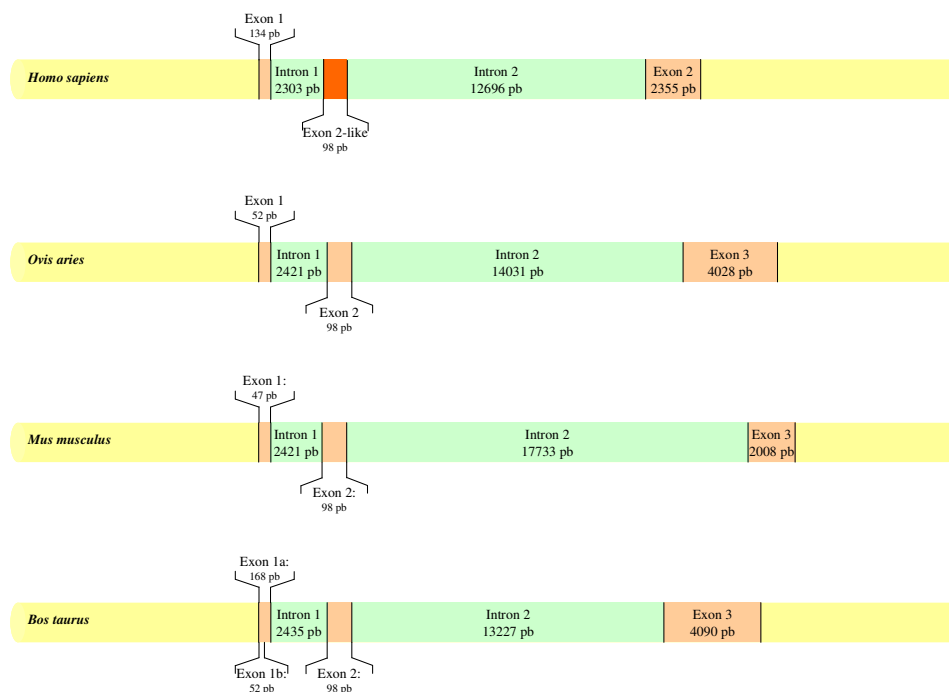 Exon 1
134 pb
Homo sapiens
Intron 1
2303 pb
Intron 2
12696 pb
Exon 2
2355 pb
Exon 2-like
98 pb
Exon 1
52 pb
Ovis aries
Intron 1
2421 pb
Intron 2
14031 pb
Exon 3
4028 pb
Exon 2
98 pb
Exon 1:
47 pb
Mus musculus
Intron 1
2421 pb
Intron 2
17733 pb
Exon 3
2008 pb
Exon 2:
98 pb
Exon 1a:
168 pb
Bos taurus
Intron 1
2435 pb
Intron 2
13227 pb
Exon 3
4090 pb
Exon 1b:
52 pb
Exon 2:
98 pb